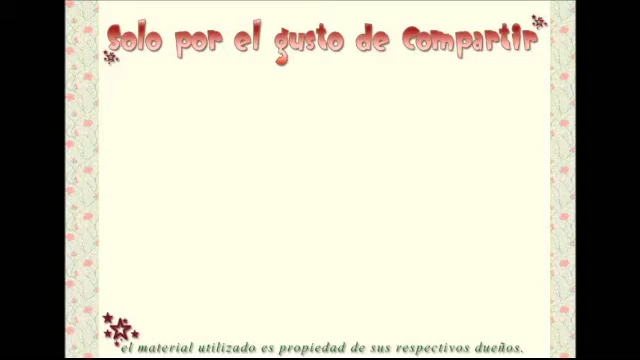 Solo por el gusto de Compartir
el material utilizado es propiedad de sus respectivos dueños.